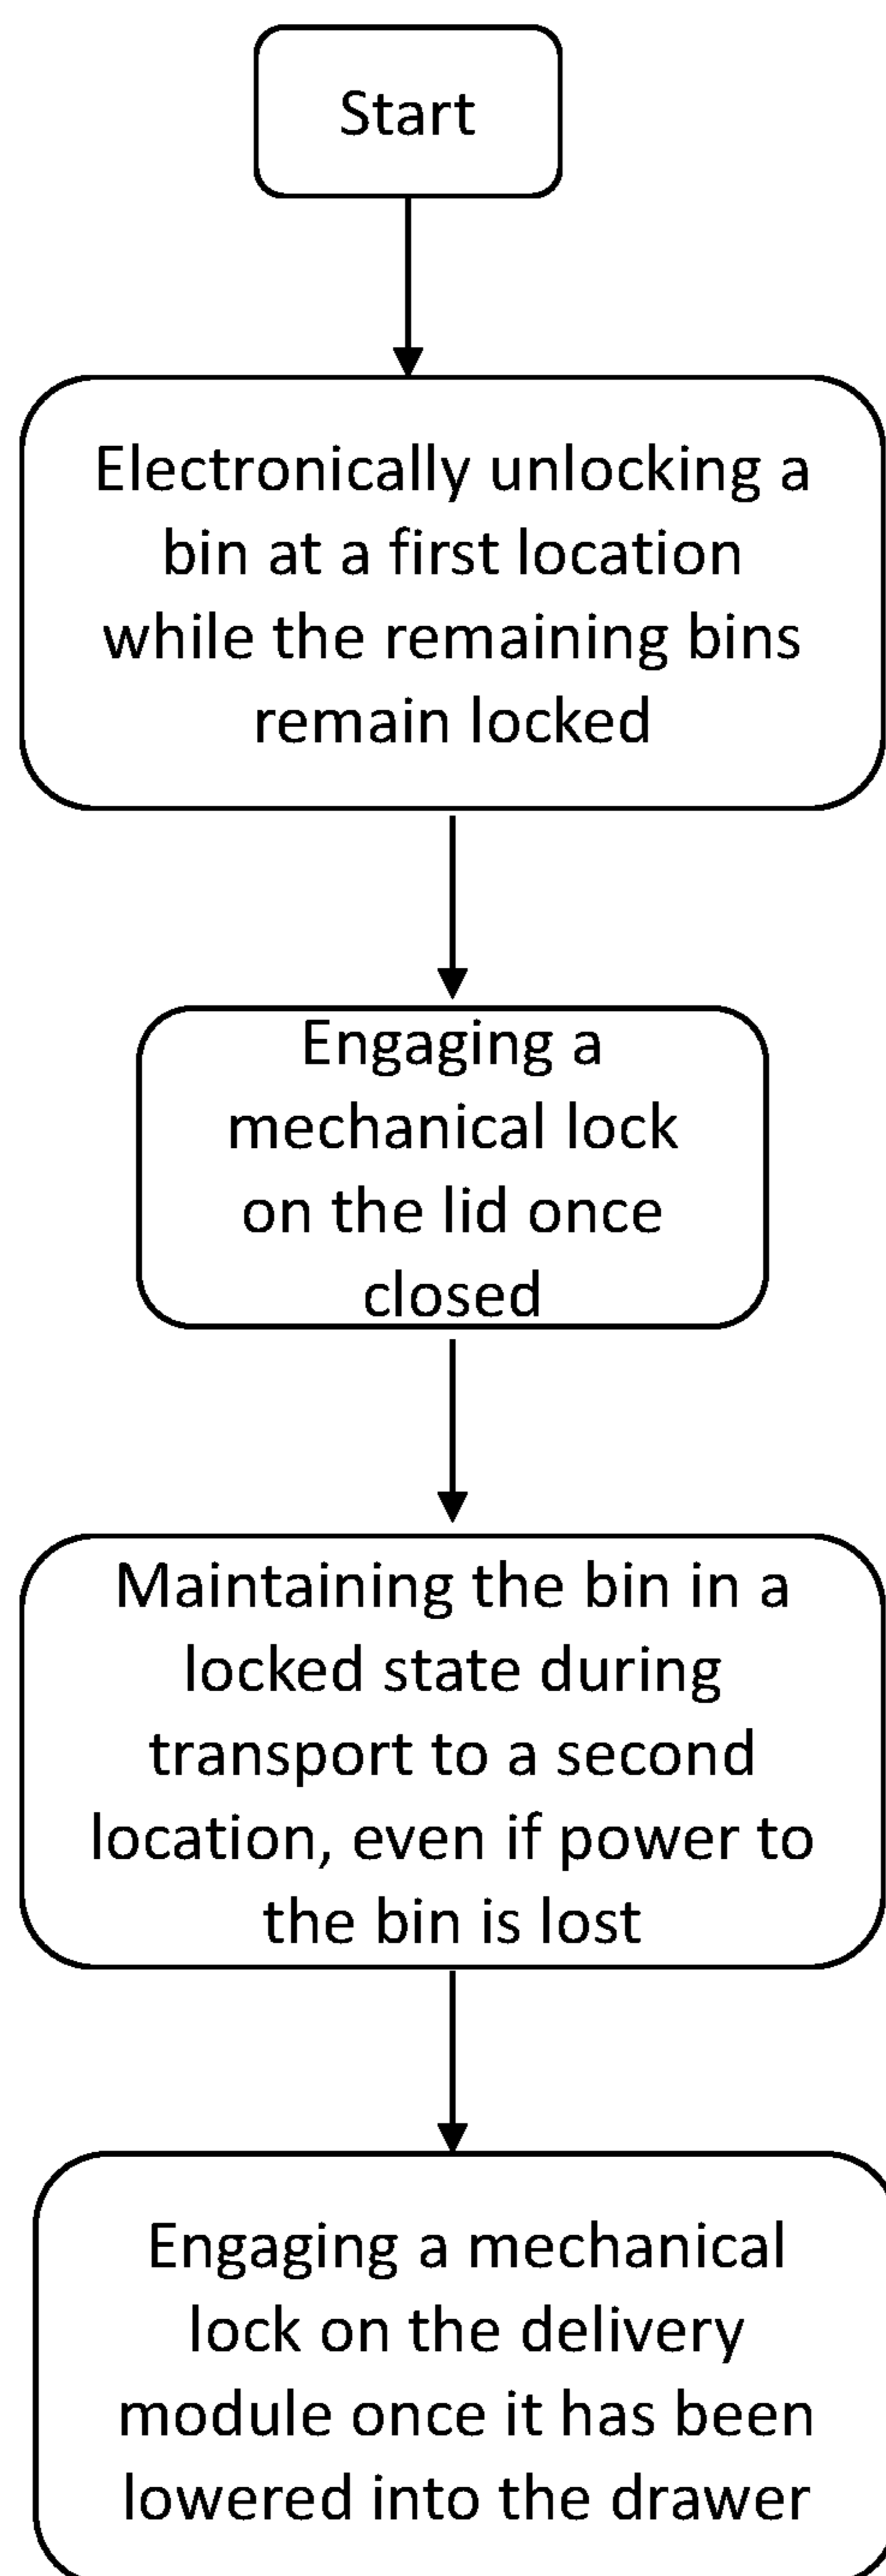 Start
Electronically unlocking a
bin at a first location
while the remaining bins
remain locked
Engaging a
mechanical lock
on the lid once
closed
Maintaining the bin in a
locked state during
transport to a second
location, even if power to
the bin is lost
Engaging a mechanical
lock on the delivery
module once it has been
lowered into the drawer